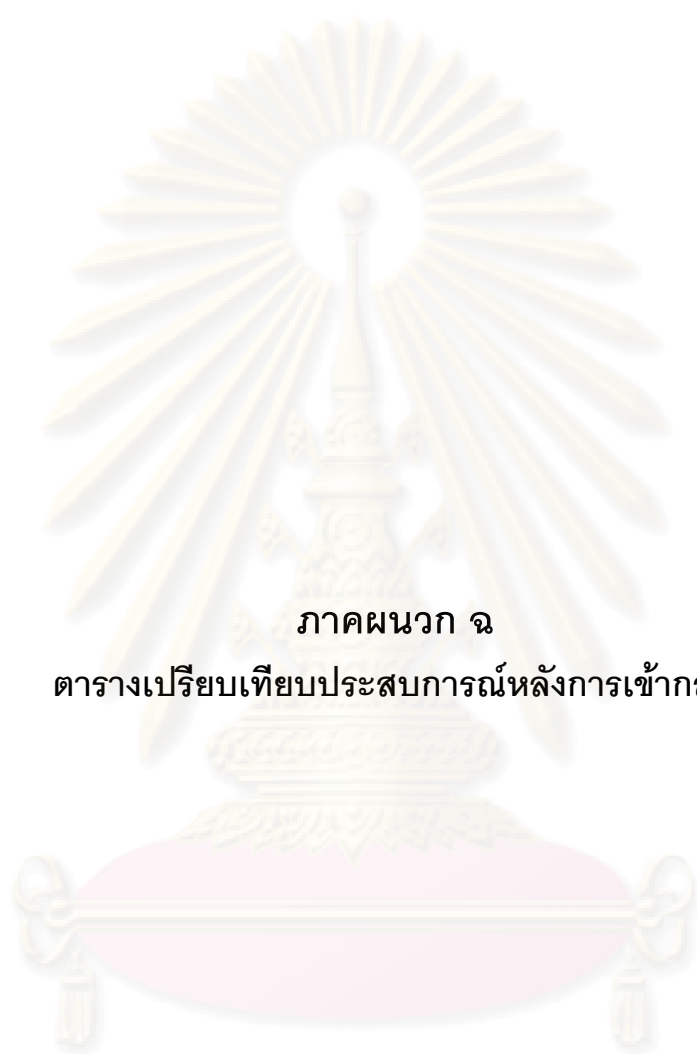 ภาคผนวก ฉ
ตารางเปรียบเทียบประสบการณ์หลังการเข้า